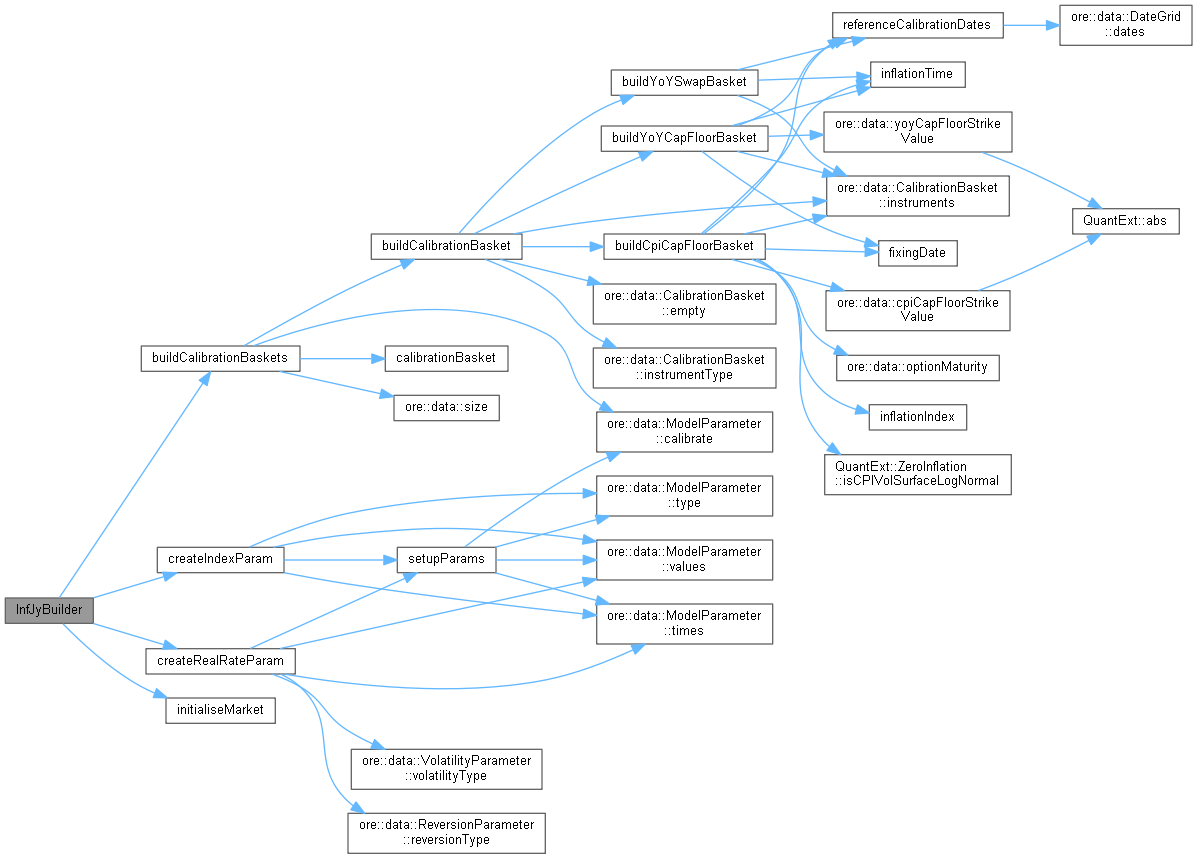 referenceCalibrationDates
ore::data::DateGrid
::dates
buildYoYSwapBasket
inflationTime
buildYoYCapFloorBasket
ore::data::yoyCapFloorStrike
Value
ore::data::CalibrationBasket
::instruments
QuantExt::abs
buildCalibrationBasket
buildCpiCapFloorBasket
fixingDate
ore::data::CalibrationBasket
::empty
ore::data::cpiCapFloorStrike
Value
buildCalibrationBaskets
calibrationBasket
ore::data::CalibrationBasket
::instrumentType
ore::data::optionMaturity
ore::data::size
inflationIndex
ore::data::ModelParameter
::calibrate
QuantExt::ZeroInflation
::isCPIVolSurfaceLogNormal
ore::data::ModelParameter
::type
createIndexParam
setupParams
ore::data::ModelParameter
::values
InfJyBuilder
ore::data::ModelParameter
::times
createRealRateParam
initialiseMarket
ore::data::VolatilityParameter
::volatilityType
ore::data::ReversionParameter
::reversionType